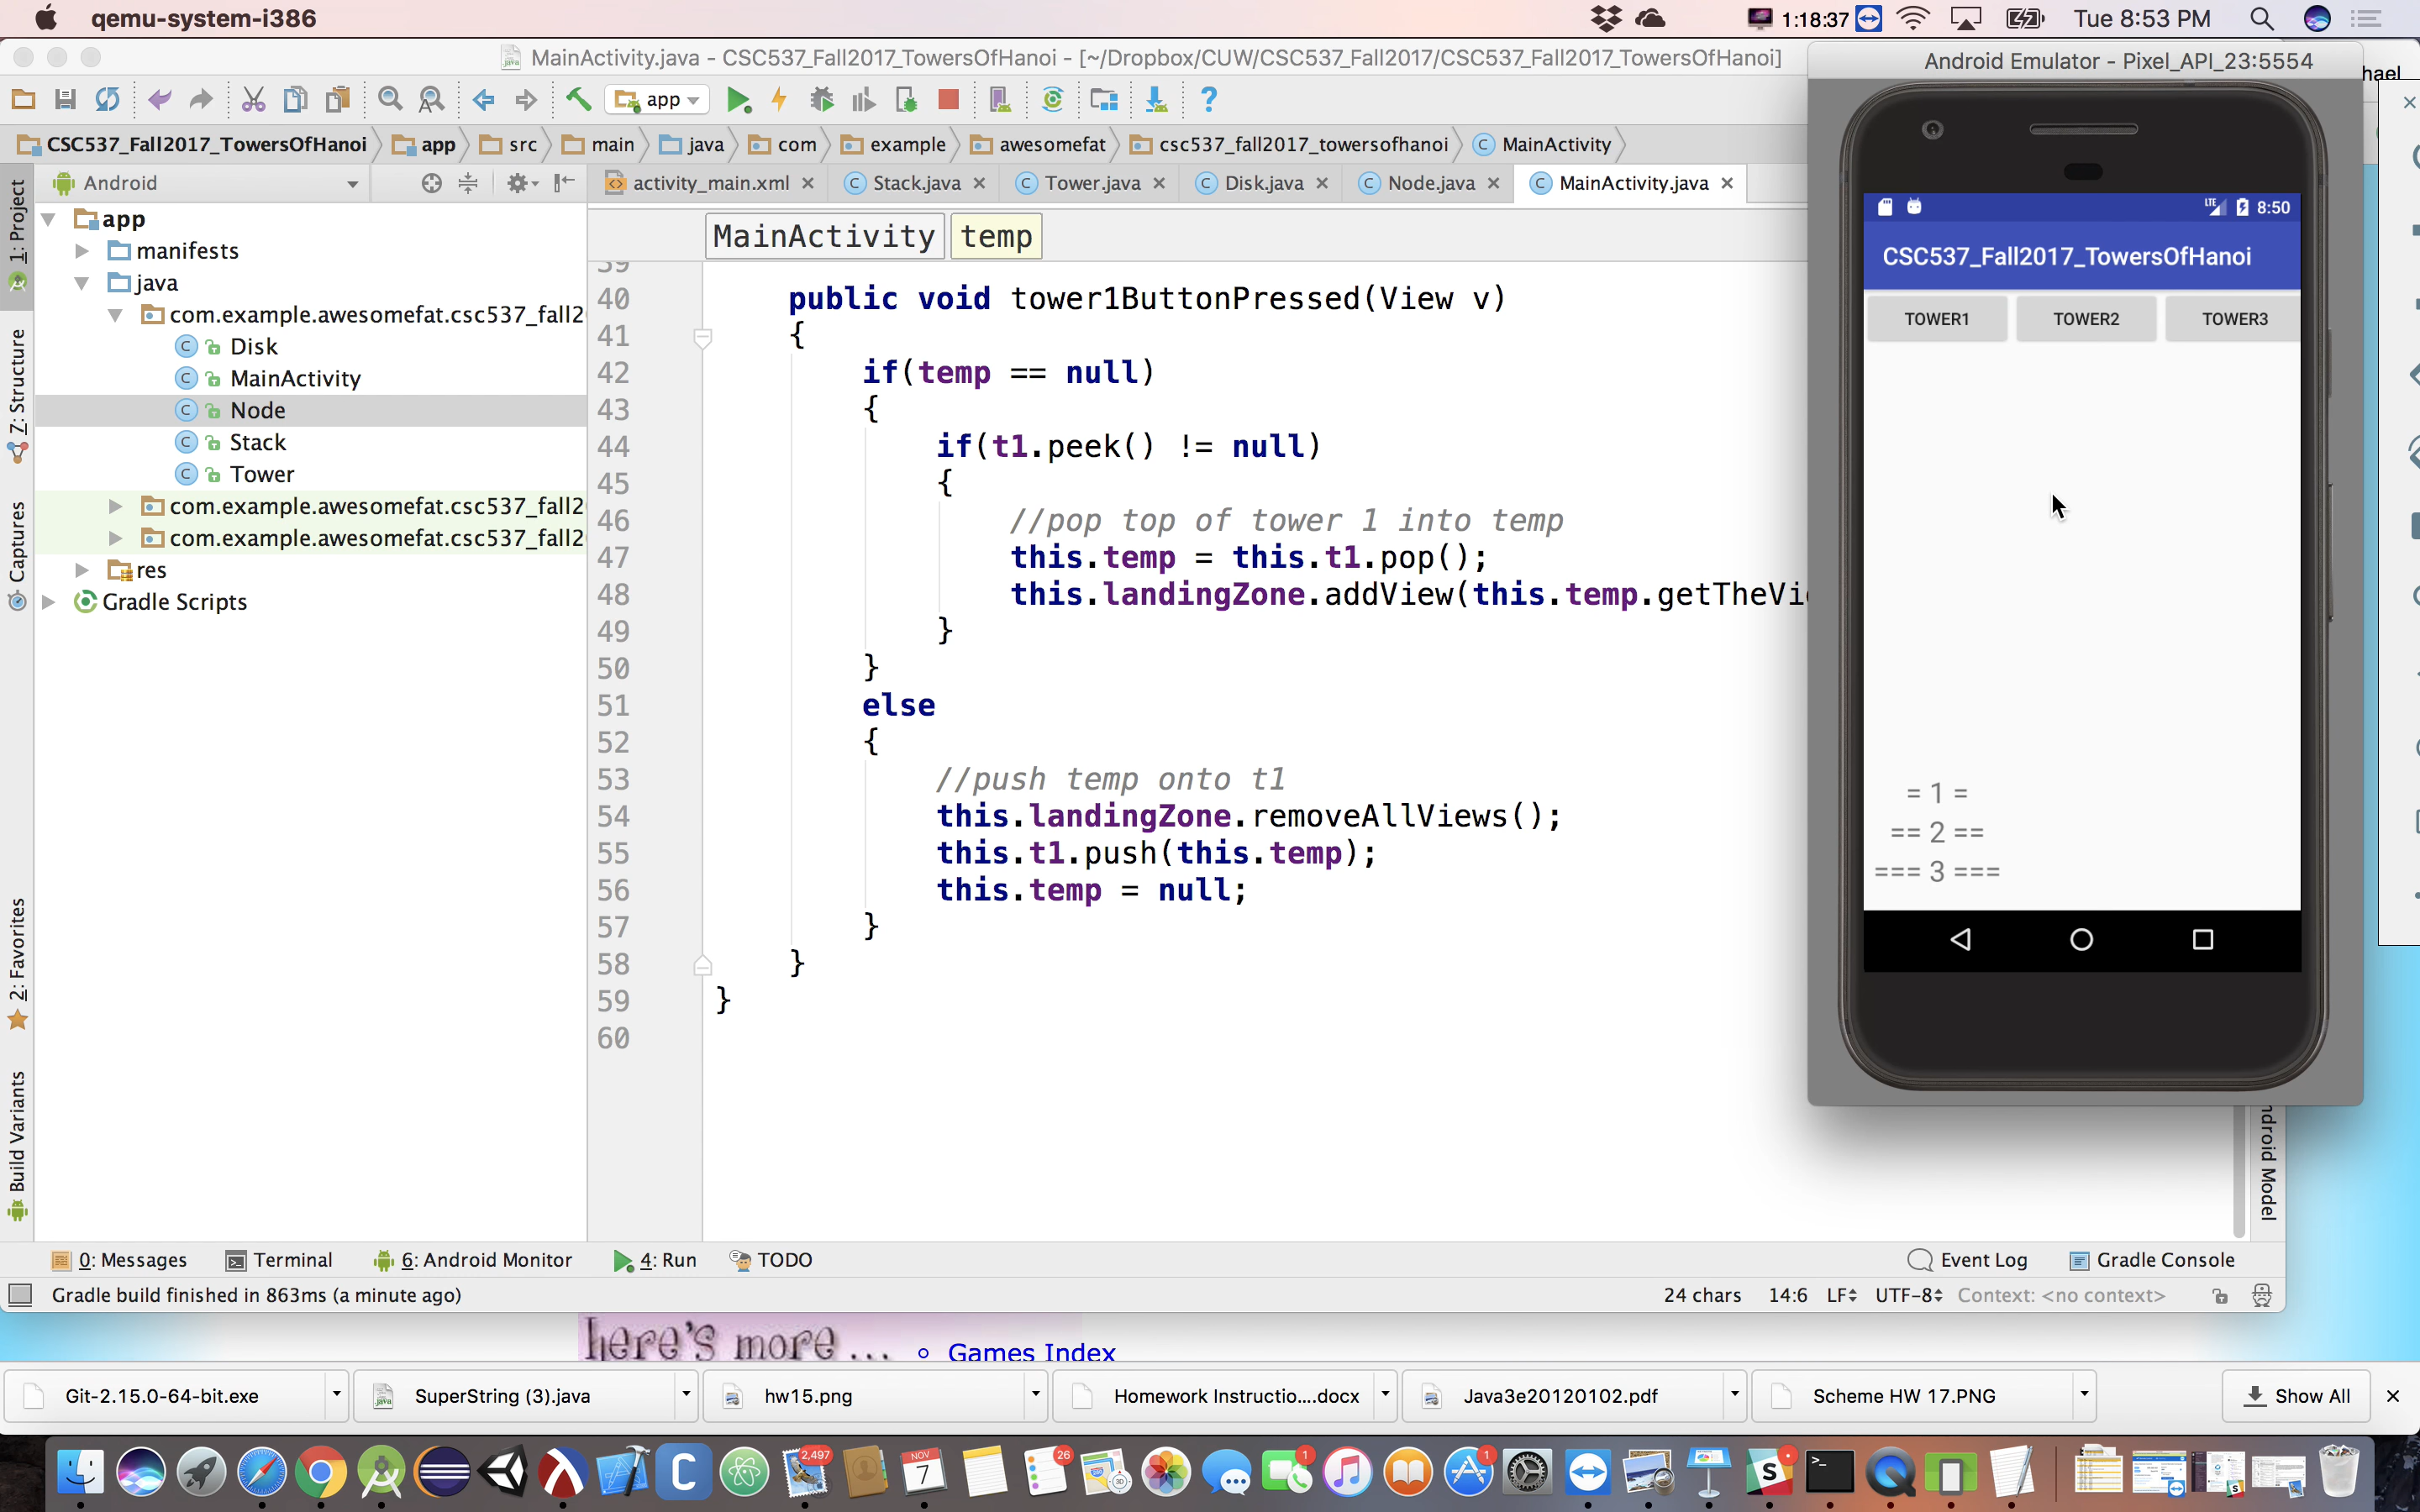 qemu-system-i386
1:18:37
Tue 8:53 PM
MainActivity.java - CSC537_Fall2017_TowersOfHanoi - [~/Dropbox/CUW/CSC537_Fall2017/CSC537_Fall2017_TowersOfHanoi]
app
CSC537_Fall2017_TowersOfHanoi app src main java com example awesomefat csc537_fall2017_towersofhanoi MainActivity
Android
activity_main.xml Stack.java Tower.java Disk.java Node.java MainActivity.java
1: Project
Z: Structure
Captures
2: Favorites
Build Variants
app
manifests
java
com.example.awesomefat.csc537_fall2
Disk
MainActivity
Node
Stack
Tower
com.example.awesomefat.csc537_fall2
com.example.awesomefat.csc537_fall2
res
Gradle Scripts
MainActivity temp
39
40 public void tower1ButtonPressed(View v)
41 {
42 if(temp == null)
43 {
44 if(t1.peek() != null)
45 {
46 //pop top of tower 1 into temp
47 this.temp = this.t1.pop();
48 this.landingZone.addView(this.temp.getTheVi
49 }
50 }
51 else
52 {
53 //push temp onto t1
54 this.landingZone.removeAllViews();
55 this.t1.push(this.temp);
56 this.temp = null;
57 }
58 }
59 }
60
Android Emulator - Pixel_API_23:5554
hael
LTE 8:50
CSC537_Fall2017_TowersOfHanoi
TOWER1 TOWER2 TOWER3
= 1 =
== 2 ==
=== 3 ===
ndroid Model
0: Messages Terminal 6: Android Monitor 4: Run TODO Event Log Gradle Console
Gradle build finished in 863ms (a minute ago) 24 chars 14:6 LF UTF-8 Context: <no context>
here's more ... Games Index
Git-2.15.0-64-bit.exe SuperString (3).java hw15.png Homework Instructio....docx Java3e20120102.pdf Scheme HW 17.PNG Show All
2,497 NOV 7 26 1 1